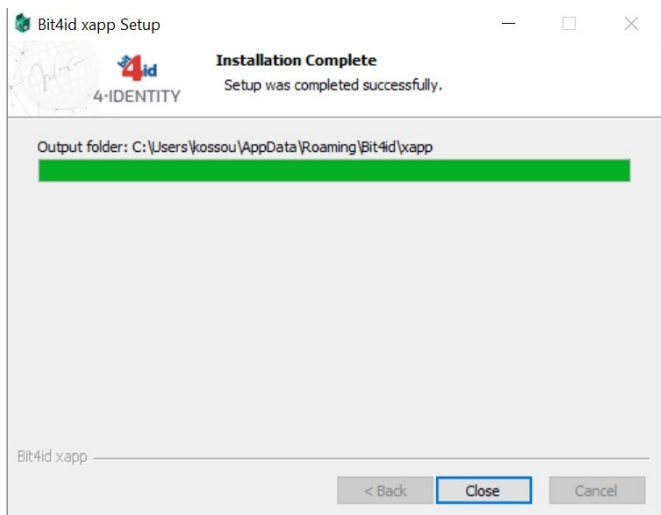 Bit4id xapp Setup
4id
4·IDENTITY
Installation Complete
Setup was completed successfully.
Output folder: C:\Users\kossou\AppData\Roaming\Bit4id\xapp
Bit4id xapp
< Back
Close
Cancel